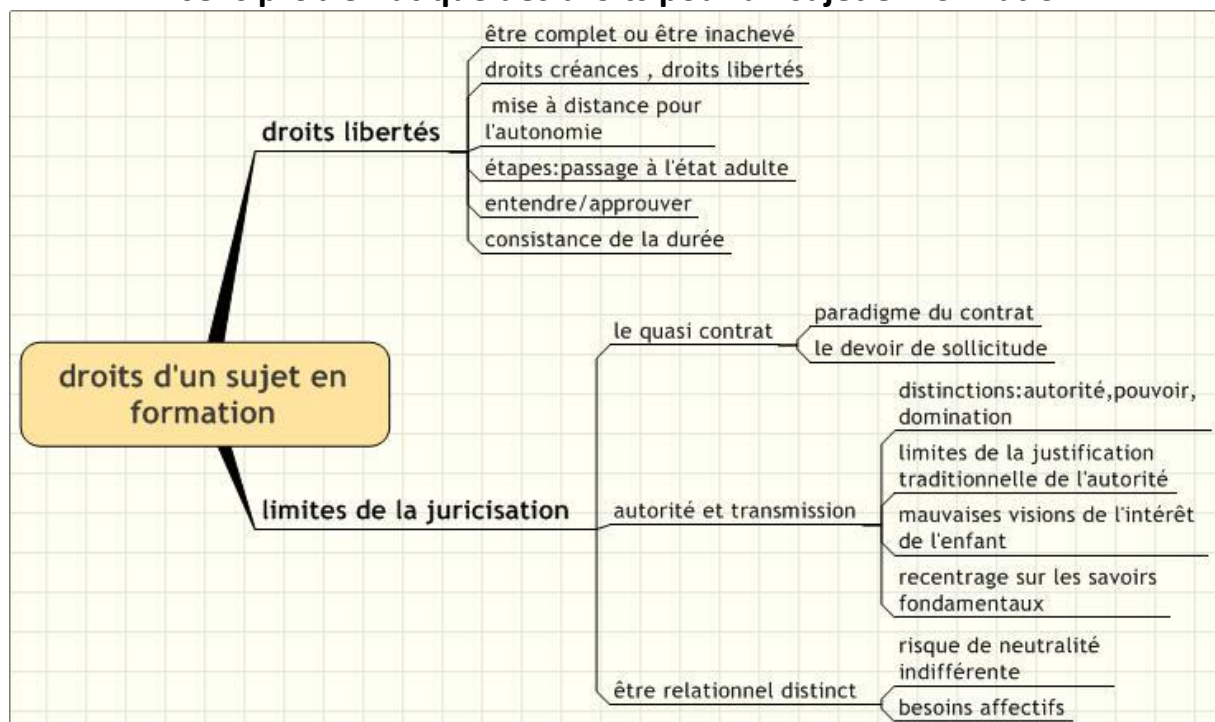 être complet ou être inachevé
droits créances , droits libertés
mise à distance pour
l'autonomie
droits libertés
étapes:passage à l'état adulte
entendre/approuver
consistance de la durée
droits d'un sujet en
formation
limites de la juricisation
le quasi contrat
paradigme du contrat
le devoir de sollicitude
autorité et transmission
distinctions:autorité,pouvoir,
domination
limites de la justification
traditionnelle de l'autorité
mauvaises visions de l'intérêt
de l'enfant
recentrage sur les savoirs
fondamentaux
être relationnel distinct
risque de neutralité
indifférente
besoins affectifs